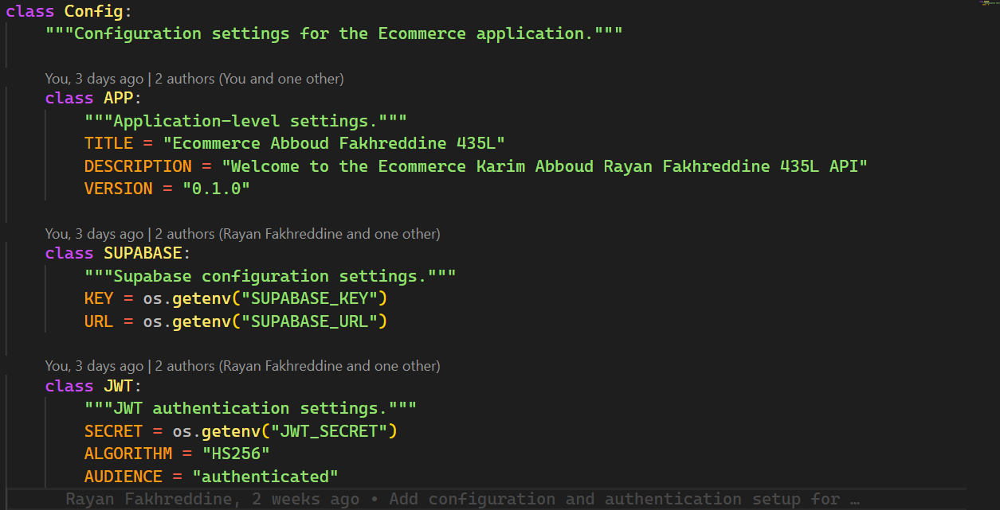 class Config:
"""Configuration settings for the Ecommerce application."""
You, 3 days ago | 2 authors (You and one other)
class APP:
"""Application-level settings."""
TITLE = "Ecommerce Abboud Fakhreddine 435L"
DESCRIPTION = "Welcome to the Ecommerce Karim Abboud Rayan Fakhreddine 435L API"
VERSION = "0.1.0"
You, 3 days ago | 2 authors (Rayan Fakhreddine and one other)
class SUPABASE:
"""Supabase configuration settings."""
KEY = os.getenv("SUPABASE_KEY")
URL = os.getenv("SUPABASE_URL")
You, 3 days ago | 2 authors (Rayan Fakhreddine and one other)
class JWT:
"""JWT authentication settings."""
SECRET = os.getenv("JWT_SECRET")
ALGORITHM = "HS256"
AUDIENCE = "authenticated"
Rayan Fakhreddine, 2 weeks ago • Add configuration and authentication setup for …